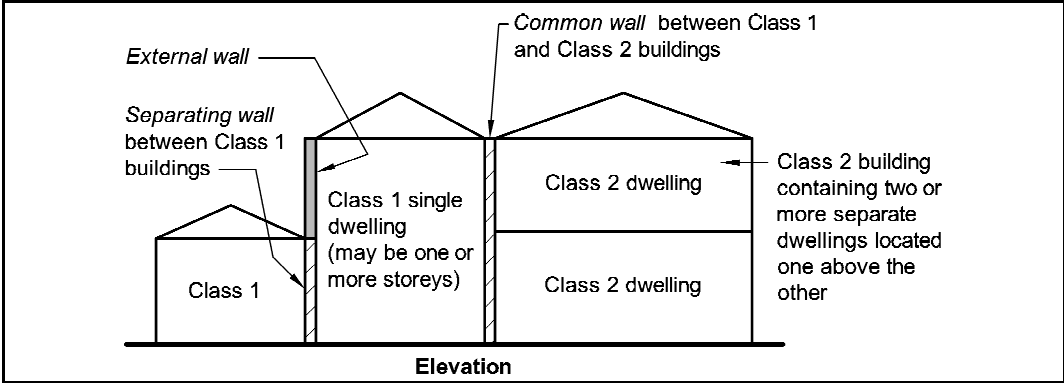 Common wall between Class 1
and Class 2 buildings
External wall
Separating wall
between Class 1
buildings
Class 1 single
dwelling
(may be one or
more storeys)
Class 1
Class 2 dwelling
Class 2 dwelling
Class 2 building
containing two or
more separate
dwellings located
one above the
other
Elevation